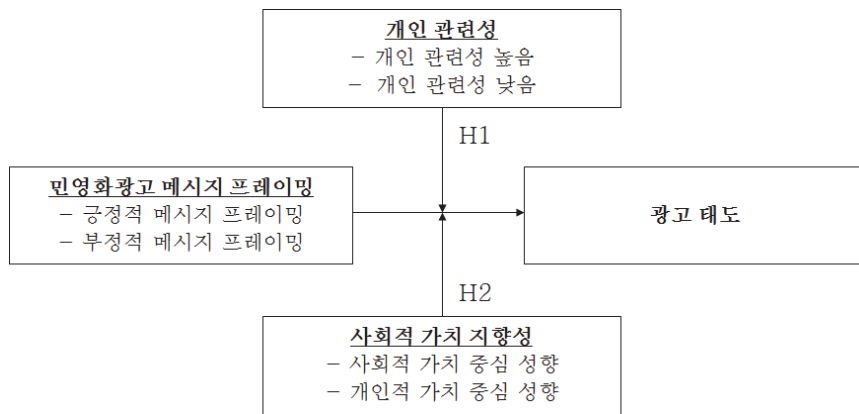 개인 관련성
- 개인 관련성 높음
- 개인 관련성 낮음
H1
민영화광고 메시지 프레이밍
- 긍정적 메시지 프레이밍
- 부정적 메시지 프레이밍
광고 태도
H2
사회적 가치 지향성
- 사회적 가치 중심 성향
- 개인적 가치 중심 성향